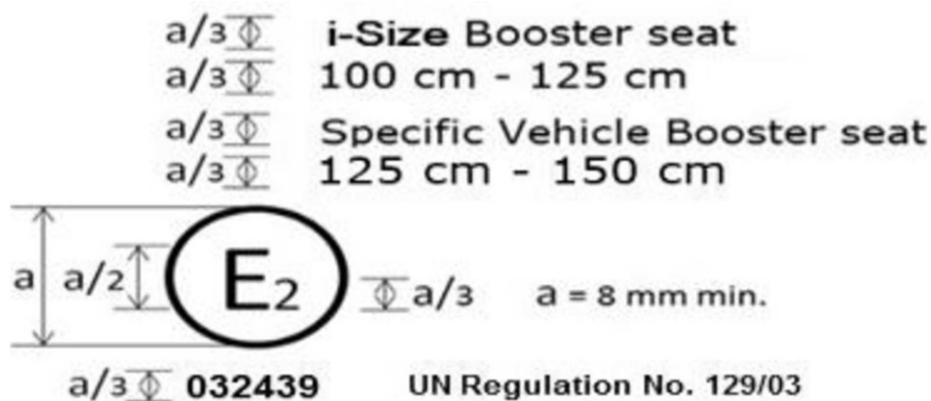 a/3 i-Size Booster seat
a/3 100 cm - 125 cm
a/3 Specific Vehicle Booster seat
a/3 125 cm - 150 cm
a a/2 E2 a/3 a = 8 mm min.
a/3 032439 UN Regulation No. 129/03